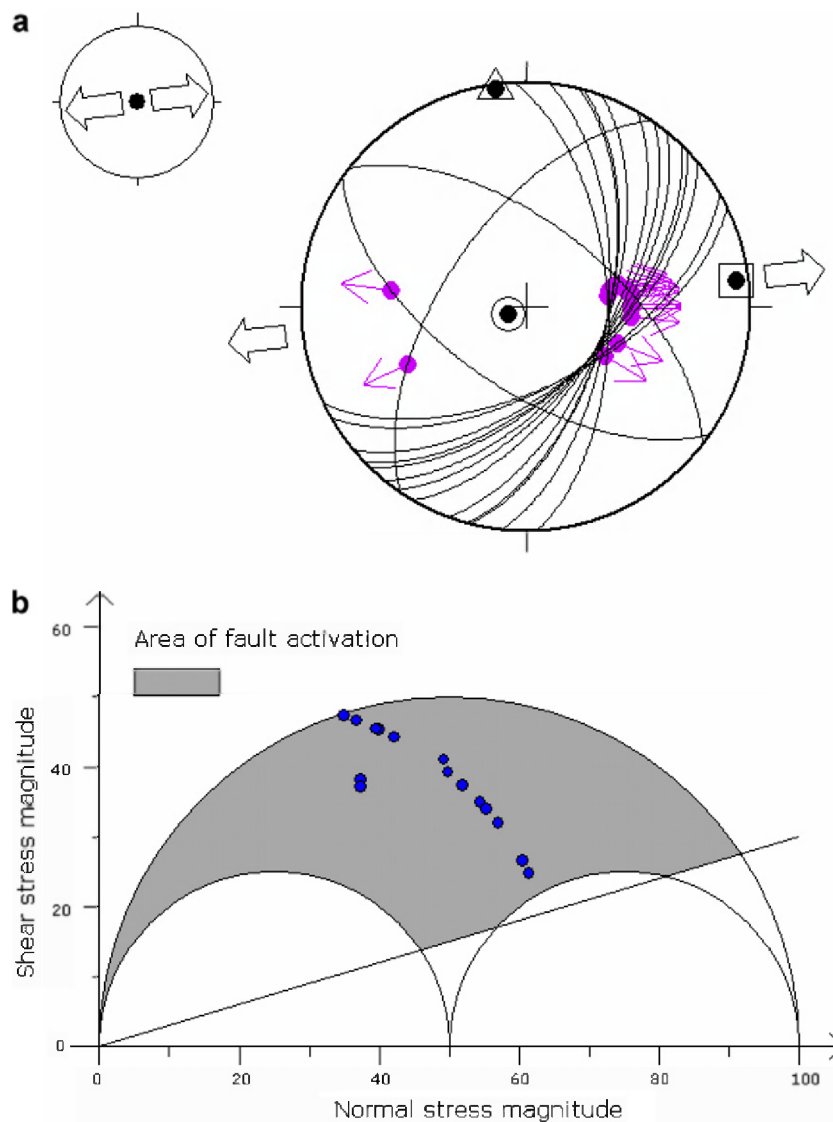 a
b
60
Area of fault activation
40
20
0
Shear stress magnitude
0 20 40 60 80 100
Normal stress magnitude